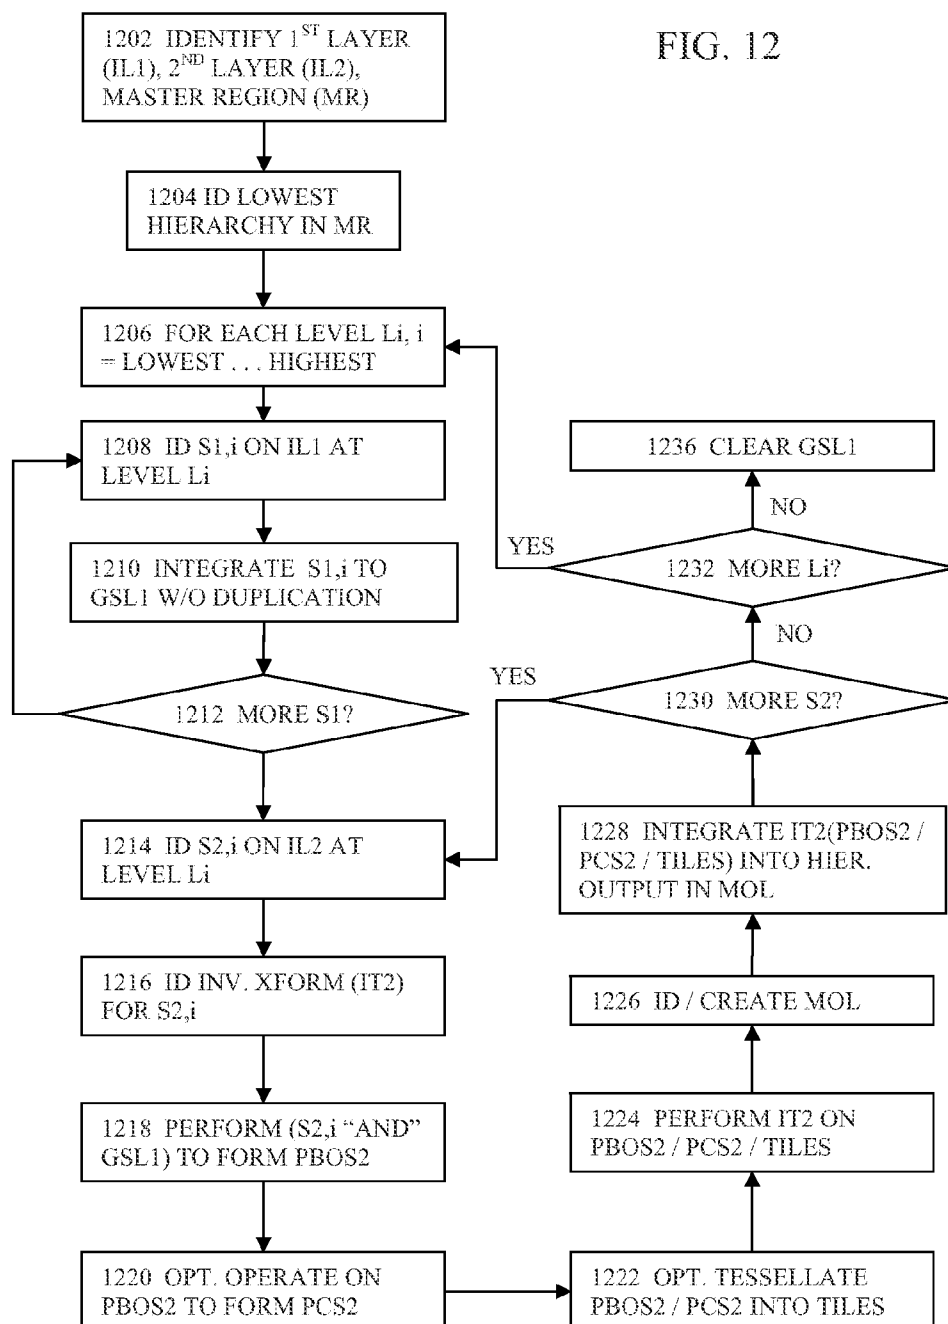 FIG. 12
1202 IDENTIFY 1ST LAYER
(IL1), 2ND LAYER (IL2),
MASTER REGION (MR)
1204 ID LOWEST
HIERARCHY IN MR
1206 FOR EACH LEVEL Li, i
= LOWEST . . . HIGHEST
1208 ID S1,i ON IL1 AT
LEVEL Li
1210 INTEGRATE S1,i TO
GSL1 W/O DUPLICATION
1212 MORE S1?
1214 ID S2,i ON IL2 AT
LEVEL Li
1216 ID INV. XFORM (IT2)
FOR S2,i
1218 PERFORM (S2,i “AND”
GSL1) TO FORM PBOS2
1220 OPT. OPERATE ON
PBOS2 TO FORM PCS2
1222 OPT. TESSELLATE
PBOS2 / PCS2 INTO TILES
1224 PERFORM IT2 ON
PBOS2 / PCS2 / TILES
1226 ID / CREATE MOL
1228 INTEGRATE IT2(PBOS2 /
PCS2 / TILES) INTO HIER.
OUTPUT IN MOL
1230 MORE S2?
YES
NO
1232 MORE Li?
YES
NO
1236 CLEAR GSL1